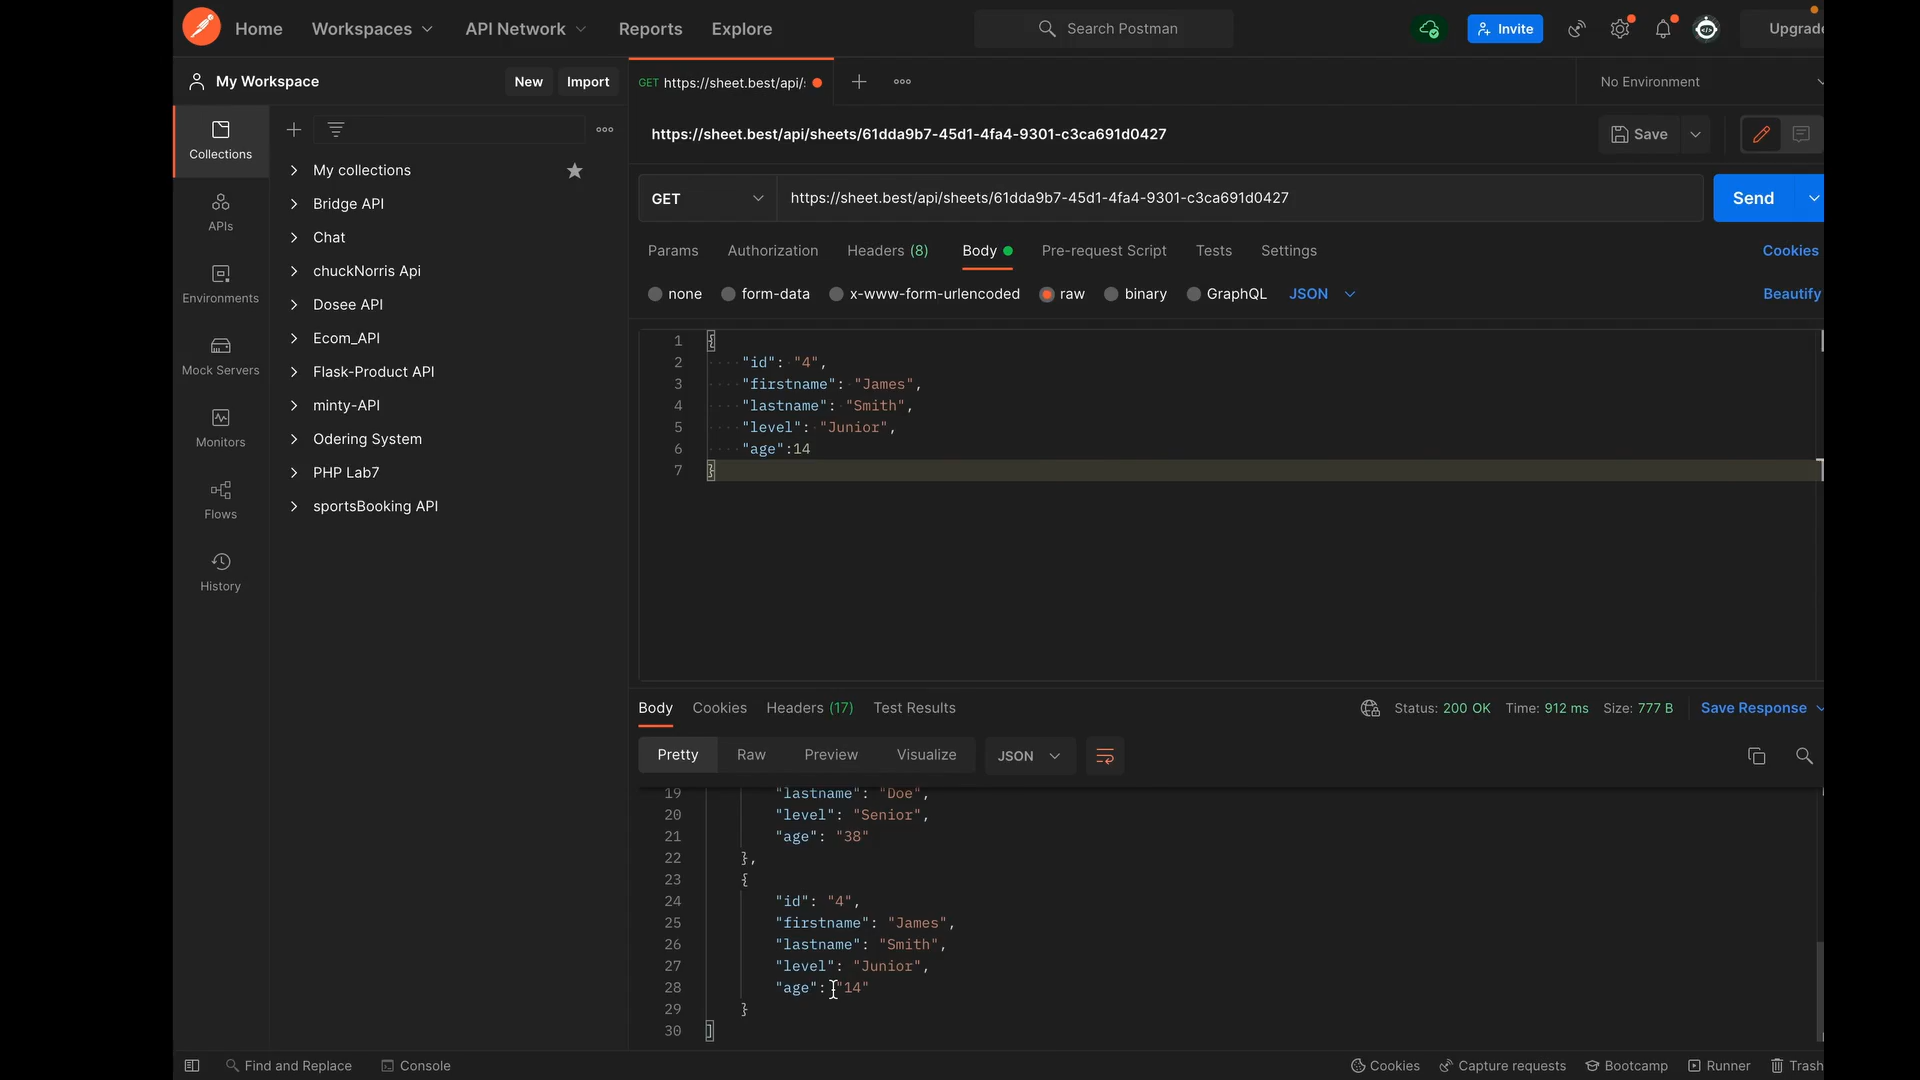 Home
Workspaces
API Network
Reports
Explore
Search Postman
Invite
Upgrade
My Workspace
New
Import
GET https://sheet.best/api/:
No Environment
Collections
APIs
Environments
Mock Servers
Monitors
Flows
History
My collections
Bridge API
Chat
chuckNorris Api
Dosee API
Ecom_API
Flask-Product API
minty-API
Odering System
PHP Lab7
sportsBooking API
https://sheet.best/api/sheets/61dda9b7-45d1-4fa4-9301-c3ca691d0427
Save
GET
https://sheet.best/api/sheets/61dda9b7-45d1-4fa4-9301-c3ca691d0427
Send
Params
Authorization
Headers (8)
Body
Pre-request Script
Tests
Settings
Cookies
none
form-data
x-www-form-urlencoded
raw
binary
GraphQL
JSON
Beautify
1 {
2 "id": "4",
3 "firstname": "James",
4 "lastname": "Smith",
5 "level": "Junior",
6 "age":14
7 }
Body
Cookies
Headers (17)
Test Results
Status: 200 OK
Time: 912 ms
Size: 777 B
Save Response
Pretty
Raw
Preview
Visualize
JSON
19 "lastname": "Doe",
20 "level": "Senior",
21 "age": "38"
22 },
23 {
24 "id": "4",
25 "firstname": "James",
26 "lastname": "Smith",
27 "level": "Junior",
28 "age": "14"
29 }
30 ]
Find and Replace
Console
Cookies
Capture requests
Bootcamp
Runner
Trash